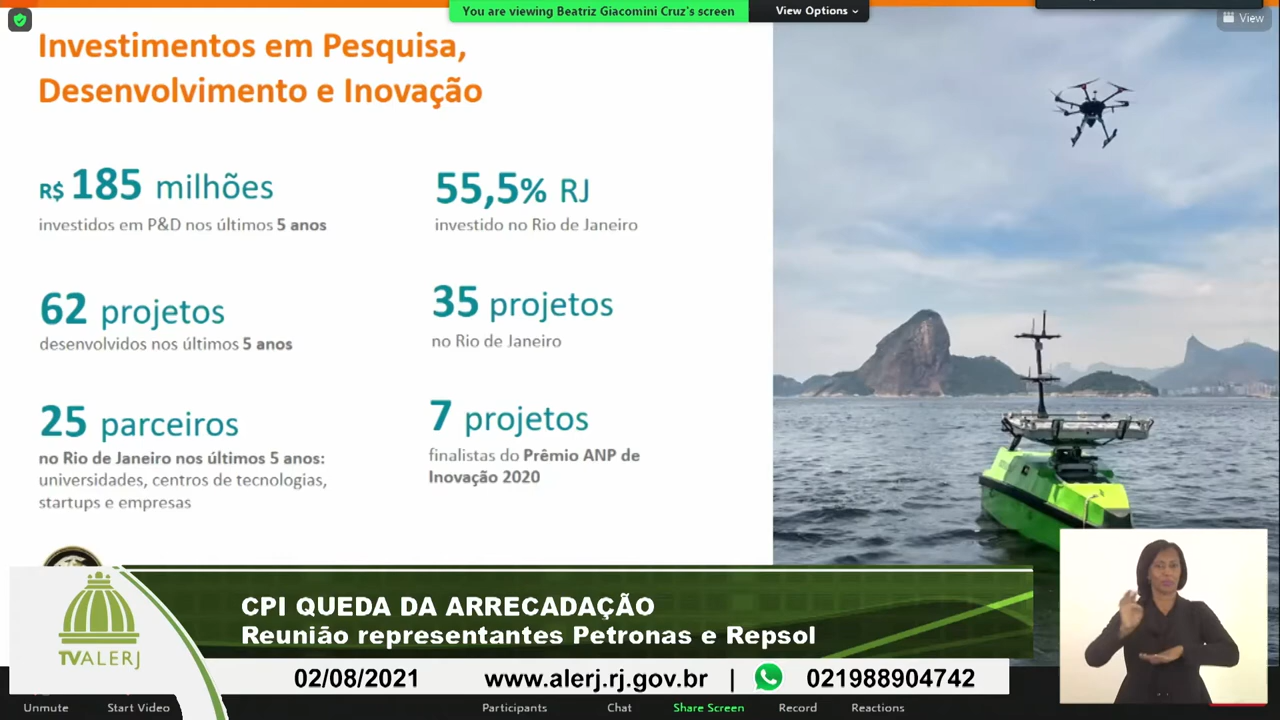 You are viewing Beatriz Giacomini Cruz's screen
View Options
View
Investimentos em Pesquisa,
Desenvolvimento e Inovação
R$ 185 milhões
investidos em P&D nos últimos 5 anos
55,5% RJ
investido no Rio de Janeiro
62 projetos
desenvolvidos nos últimos 5 anos
35 projetos
no Rio de Janeiro
25 parceiros
no Rio de Janeiro nos últimos 5 anos:
universidades, centros de tecnologias,
startups e empresas
7 projetos
finalistas do Prêmio ANP de
Inovação 2020
TVALERJ
CPI QUEDA DA ARRECADAÇÃO
Reunião representantes Petronas e Repsol
02/08/2021 www.alerj.rj.gov.br | 021988904742
Unmute Start Video Participants Chat Share Screen Record Reactions